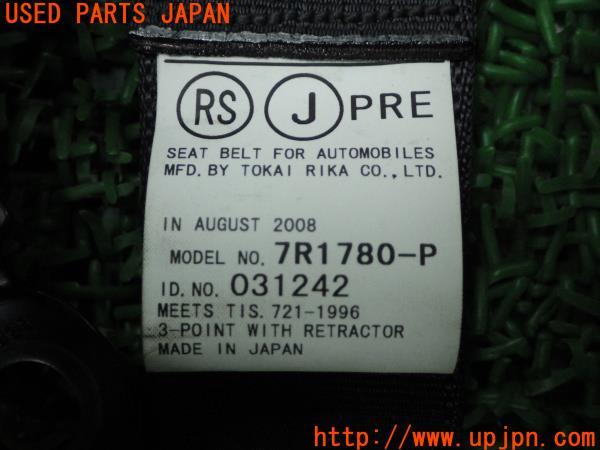 USED PARTS JAPAN
RS J PRE
SEAT BELT FOR AUTOMOBILES
MFD. BY TOKAI RIKA CO., LTD.
IN AUGUST 2008
MODEL NO. 7R1780-P
ID. NO. 031242
MEETS TIS. 721-1996
3-POINT WITH RETRACTOR
MADE IN JAPAN
http://www.upjpn.com/